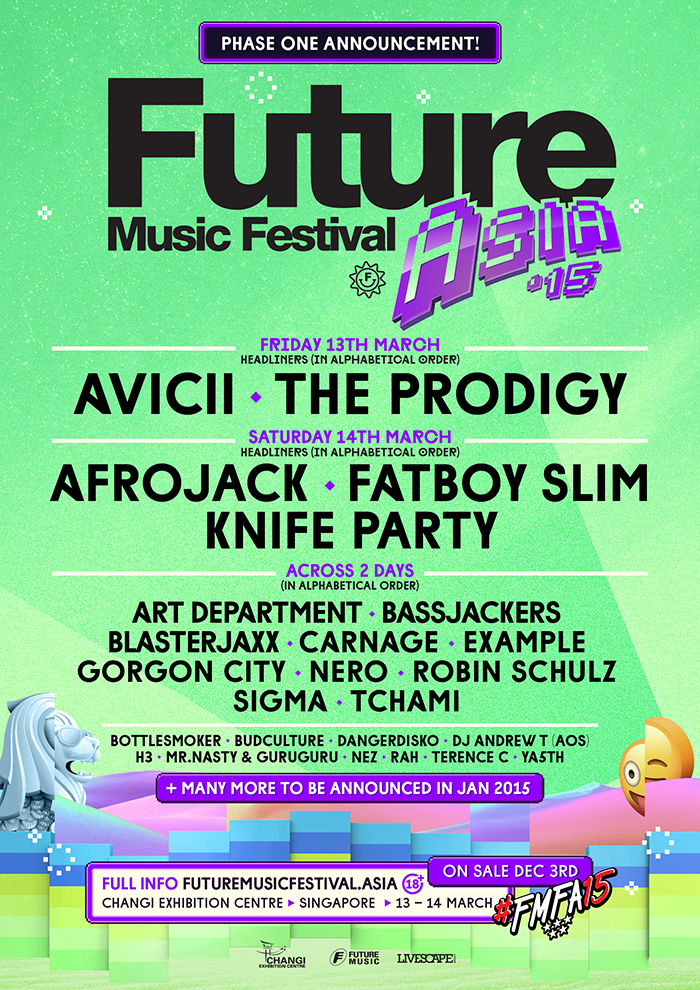 PHASE ONE ANNOUNCEMENT!
Future
Music Festival
ASIA
'15
F
FRIDAY 13TH MARCH
HEADLINERS (IN ALPHABETICAL ORDER)
AVICII • THE PRODIGY
SATURDAY 14TH MARCH
HEADLINERS (IN ALPHABETICAL ORDER)
AFROJACK • FATBOY SLIM
KNIFE PARTY
ACROSS 2 DAYS
(IN ALPHABETICAL ORDER)
ART DEPARTMENT • BASSJACKERS
BLASTERJAXX • CARNAGE • EXAMPLE
GORGON CITY • NERO • ROBIN SCHULZ
SIGMA • TCHAMI
BOTTLESMOKER • BUDCULTURE • DANGERDISKO • DJ ANDREW T (AOS)
H3 • MR.NASTY & GURUGURU • NEZ • RAH • TERENCE C • YA5TH
+ MANY MORE TO BE ANNOUNCED IN JAN 2015
ON SALE DEC 3RD
FULL INFO FUTUREMUSICFESTIVAL.ASIA 18+
CHANGI EXHIBITION CENTRE ▶ SINGAPORE ▶ 13 – 14 MARCH
#FMFA15
CHANGI
EXHIBITION CENTRE
F FUTURE
MUSIC
LIVESCAPE